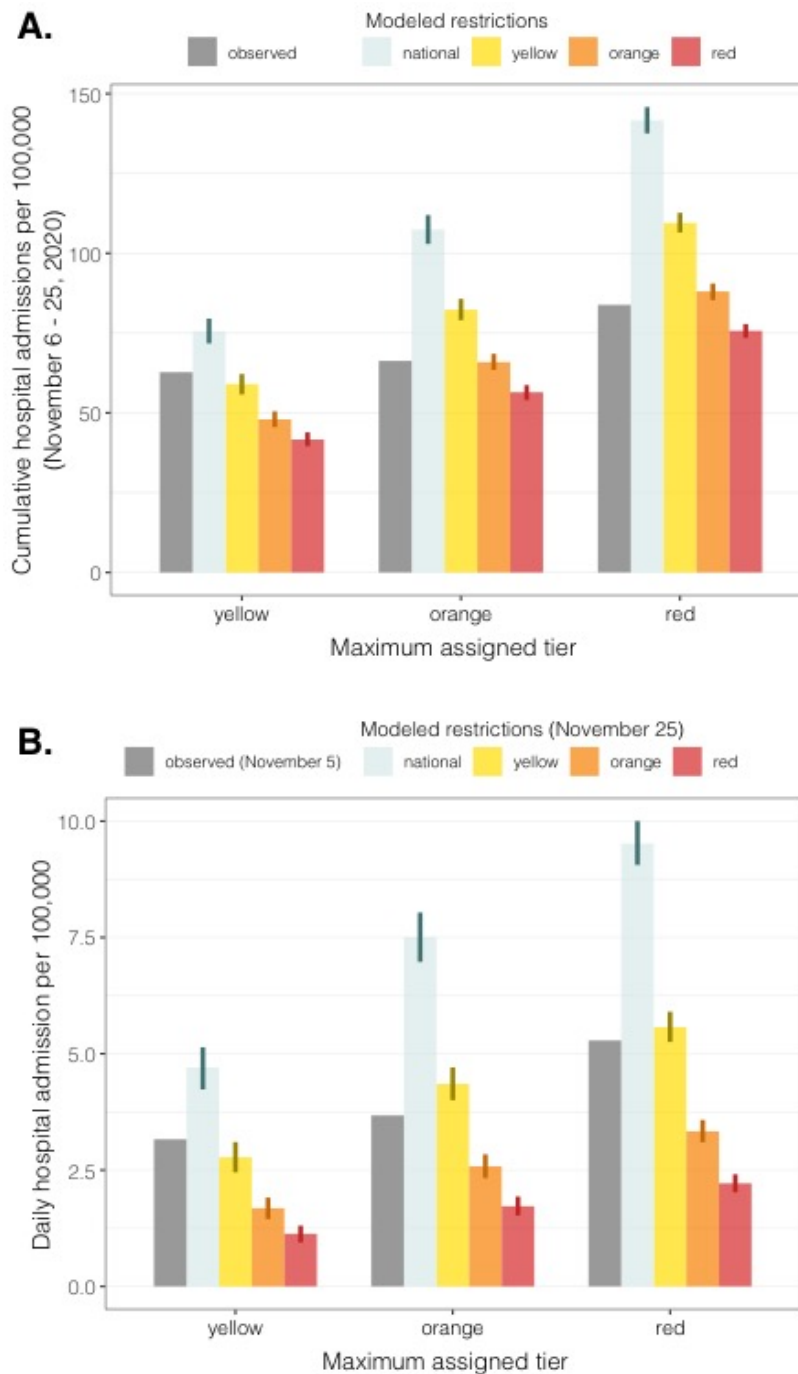 A.
Modeled restrictions
observed national yellow orange red
Cumulative hospital admissions per 100,000
(November 6 - 25, 2020)
150
100
50
0
yellow orange red
Maximum assigned tier
B.
Modeled restrictions (November 25)
observed (November 5) national yellow orange red
Daily hospital admission per 100,000
10.0
7.5
5.0
2.5
0.0
yellow orange red
Maximum assigned tier